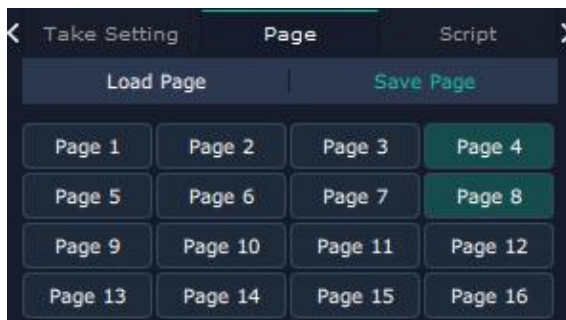 Take Setting Page Script
Load Page Save Page
Page 1 Page 2 Page 3 Page 4
Page 5 Page 6 Page 7 Page 8
Page 9 Page 10 Page 11 Page 12
Page 13 Page 14 Page 15 Page 16